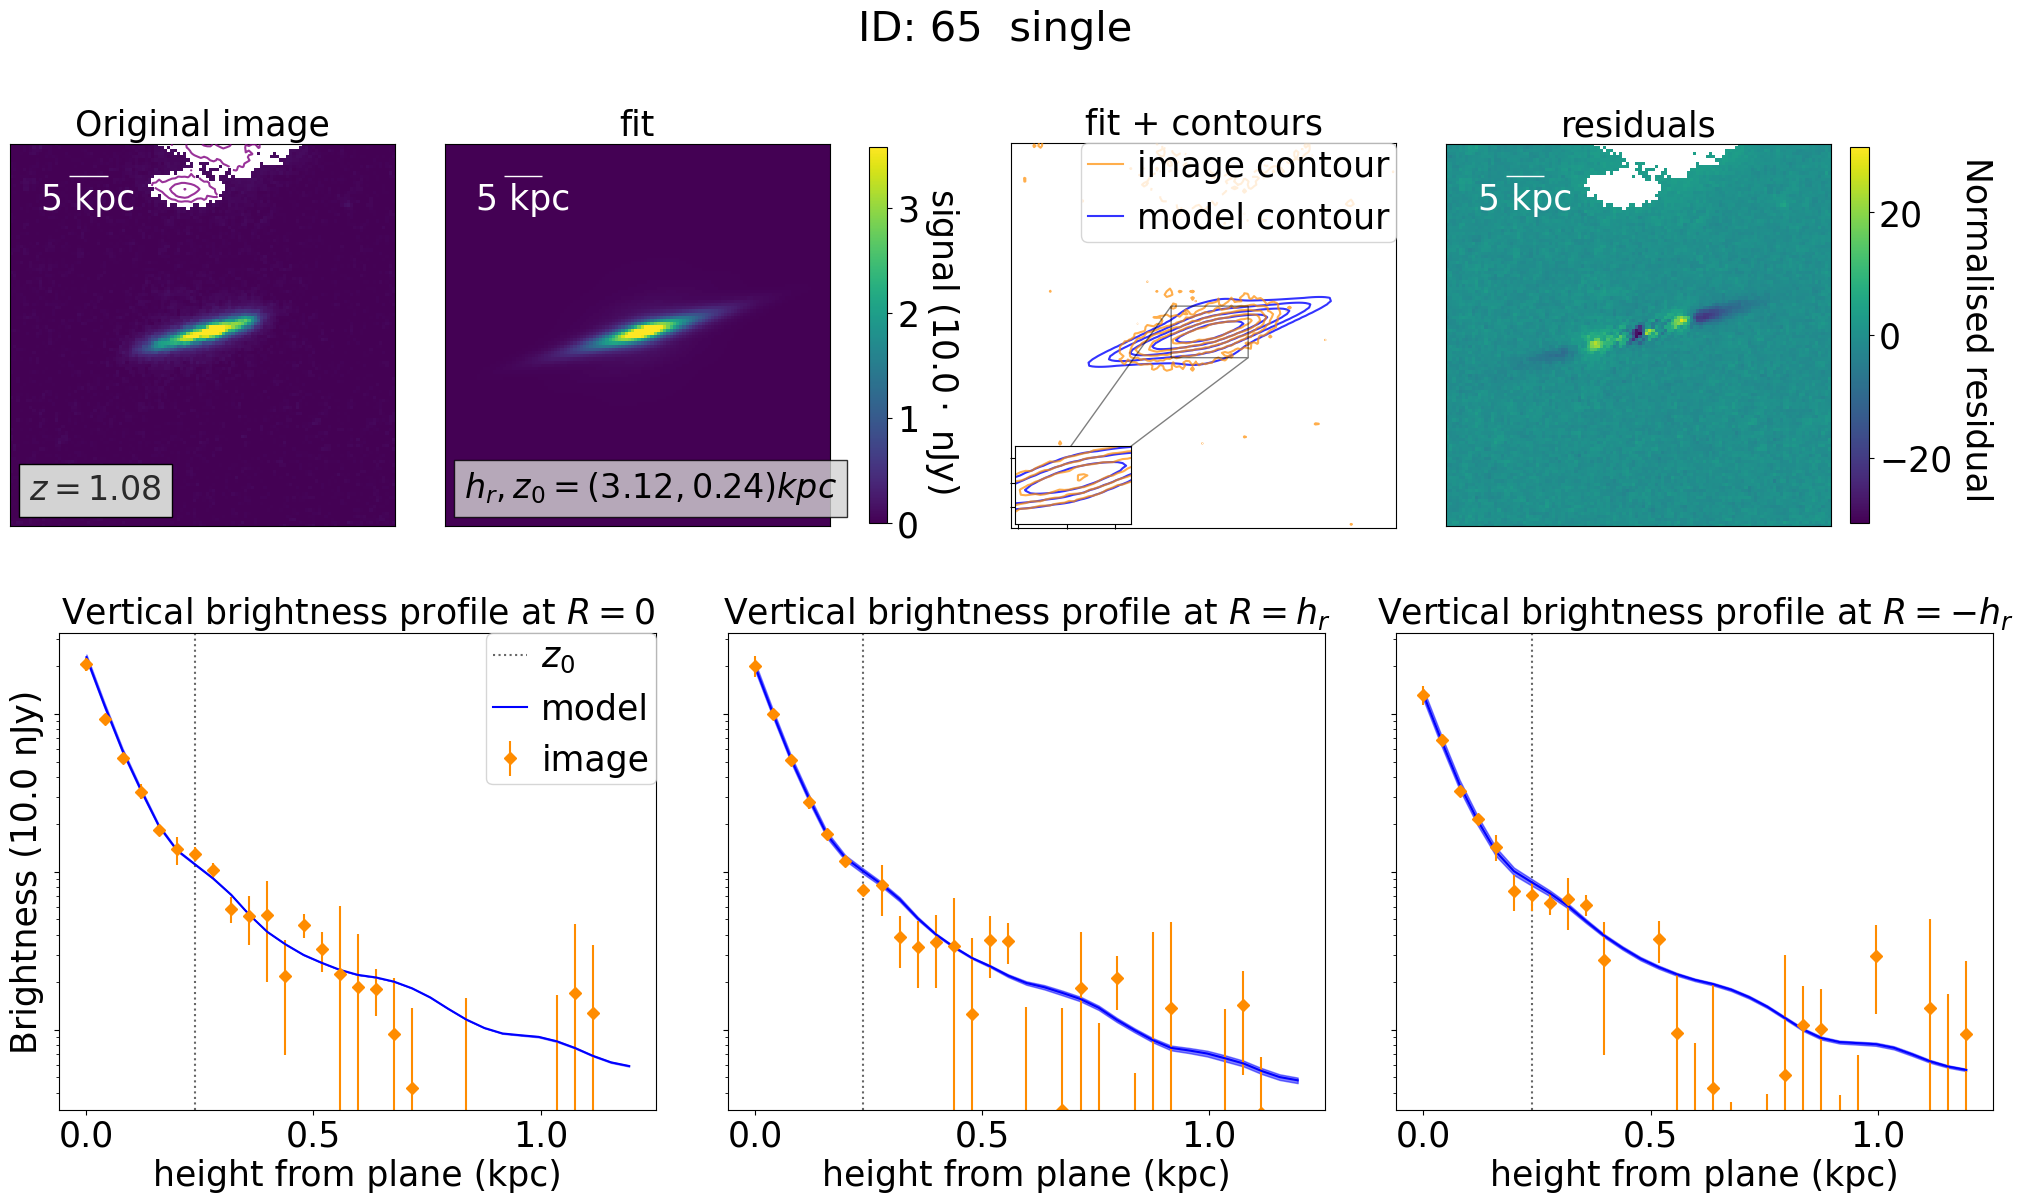 ID: 65  single
Original image
fit
fit + contours
residuals
5 kpc
5 kpc
image contour
model contour
5 kpc
z = 1.08
h_r, z_0 = (3.12, 0.24)kpc
3
2
1
0
signal (10.0 · nJy)
20
0
−20
Normalised residual
Vertical brightness profile at R = 0
Vertical brightness profile at R = h_r
Vertical brightness profile at R = −h_r
z_0
model
image
Brightness (10.0 nJy)
0.0 0.5 1.0
0.0 0.5 1.0
0.0 0.5 1.0
height from plane (kpc)
height from plane (kpc)
height from plane (kpc)